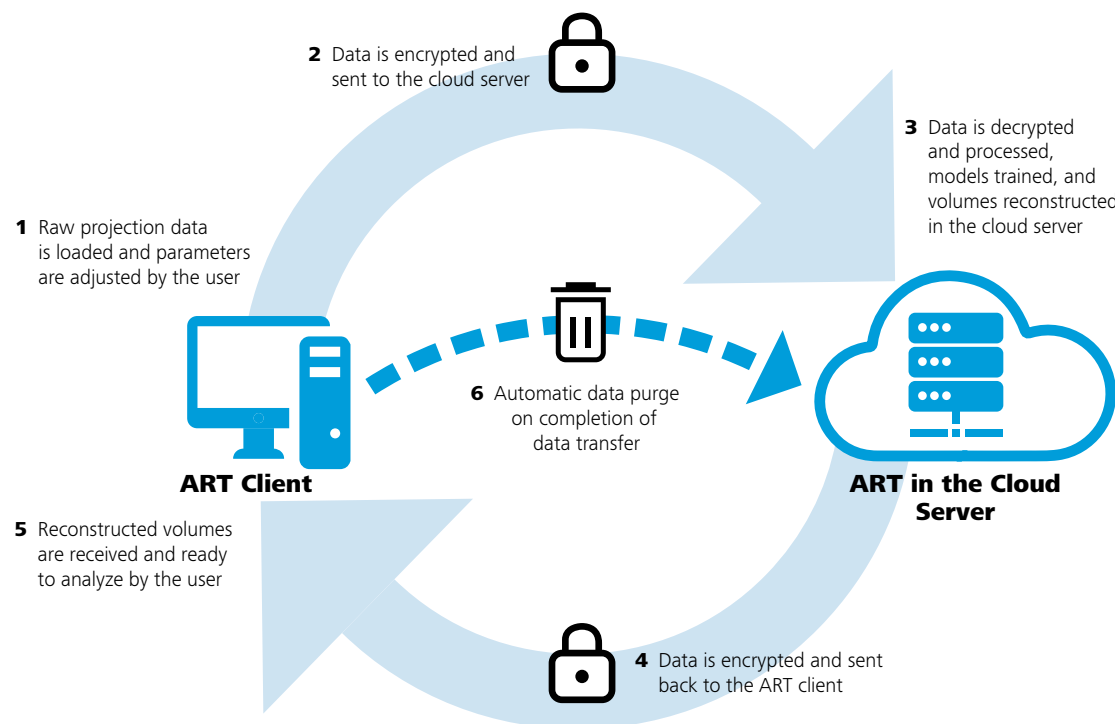 2 Data is encrypted and
sent to the cloud server
3 Data is decrypted
and processed,
models trained, and
volumes reconstructed
in the cloud server
1 Raw projection data
is loaded and parameters
are adjusted by the user
6 Automatic data purge
on completion of
data transfer
ART Client
ART in the Cloud
Server
5 Reconstructed volumes
are received and ready
to analyze by the user
4 Data is encrypted and sent
back to the ART client